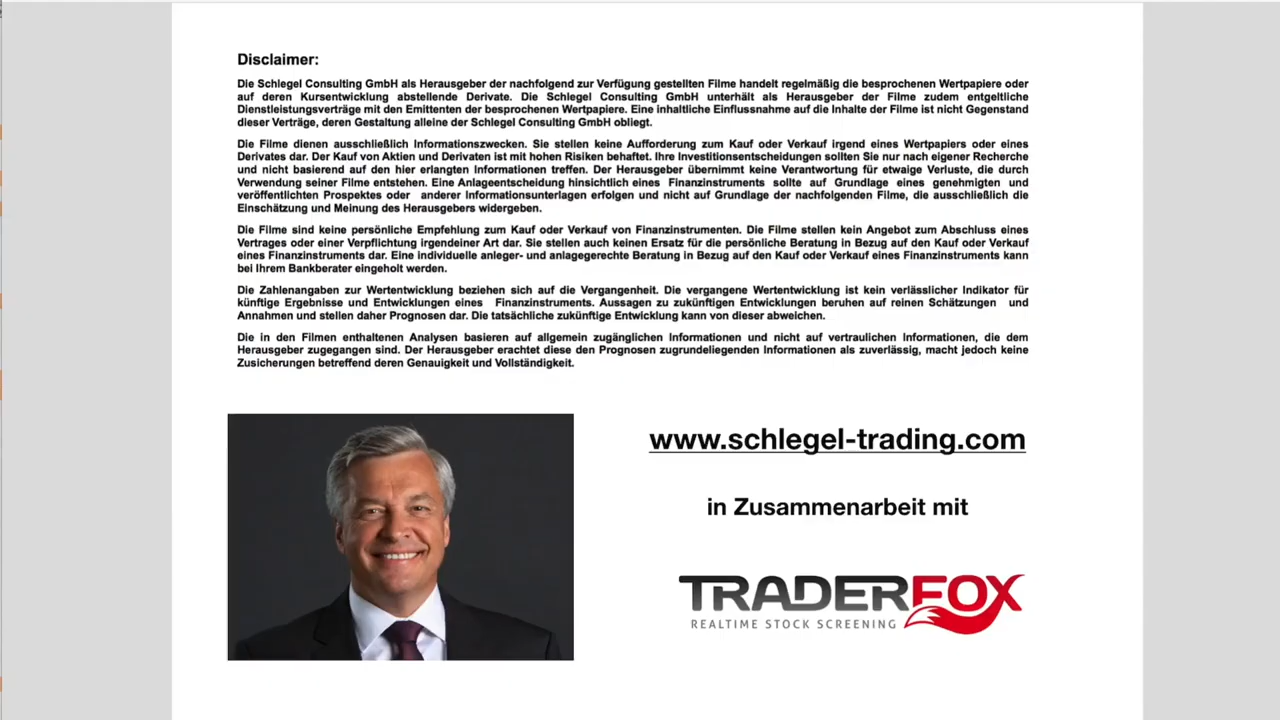 Disclaimer:
Die Schlegel Consulting GmbH als Herausgeber der nachfolgend zur Verfügung gestellten Filme handelt regelmäßig die besprochenen Wertpapiere oder
auf deren Kursentwicklung abstellende Derivate. Die Schlegel Consulting GmbH unterhält als Herausgeber der Filme zudem entgeltliche
Dienstleistungsverträge mit den Emittenten der besprochenen Wertpapiere. Eine inhaltliche Einflussnahme auf die Inhalte der Filme ist nicht Gegenstand
dieser Verträge, deren Gestaltung alleine der Schlegel Consulting GmbH obliegt.
Die Filme dienen ausschließlich Informationszwecken. Sie stellen keine Aufforderung zum Kauf oder Verkauf irgend eines Wertpapiers oder eines
Derivates dar. Der Kauf von Aktien und Derivaten ist mit hohen Risiken behaftet. Ihre Investitionsentscheidungen sollten Sie nur nach eigener Recherche
und nicht basierend auf den hier erlangten Informationen treffen. Der Herausgeber übernimmt keine Verantwortung für etwaige Verluste, die durch
Verwendung seiner Filme entstehen. Eine Anlageentscheidung hinsichtlich eines Finanzinstruments sollte auf Grundlage eines genehmigten und
veröffentlichten Prospektes oder anderer Informationsunterlagen erfolgen und nicht auf Grundlage der nachfolgenden Filme, die ausschließlich die
Einschätzung und Meinung des Herausgebers widergeben.
Die Filme sind keine persönliche Empfehlung zum Kauf oder Verkauf von Finanzinstrumenten. Die Filme stellen kein Angebot zum Abschluss eines
Vertrages oder einer Verpflichtung irgendeiner Art dar. Sie stellen auch keinen Ersatz für die persönliche Beratung in Bezug auf den Kauf oder Verkauf
eines Finanzinstruments dar. Eine individuelle anleger- und anlagegerechte Beratung in Bezug auf den Kauf oder Verkauf eines Finanzinstruments kann
bei Ihrem Bankberater eingeholt werden.
Die Zahlenangaben zur Wertentwicklung beziehen sich auf die Vergangenheit. Die vergangene Wertentwicklung ist kein verlässlicher Indikator für
künftige Ergebnisse und Entwicklungen eines Finanzinstruments. Aussagen zu zukünftigen Entwicklungen beruhen auf reinen Schätzungen und
Annahmen und stellen daher Prognosen dar. Die tatsächliche zukünftige Entwicklung kann von dieser abweichen.
Die in den Filmen enthaltenen Analysen basieren auf allgemein zugänglichen Informationen und nicht auf vertraulichen Informationen, die dem
Herausgeber zugegangen sind. Der Herausgeber erachtet diese den Prognosen zugrundeliegenden Informationen als zuverlässig, macht jedoch keine
Zusicherungen betreffend deren Genauigkeit und Vollständigkeit.
www.schlegel-trading.com
in Zusammenarbeit mit
TRADERFOX
REALTIME STOCK SCREENING